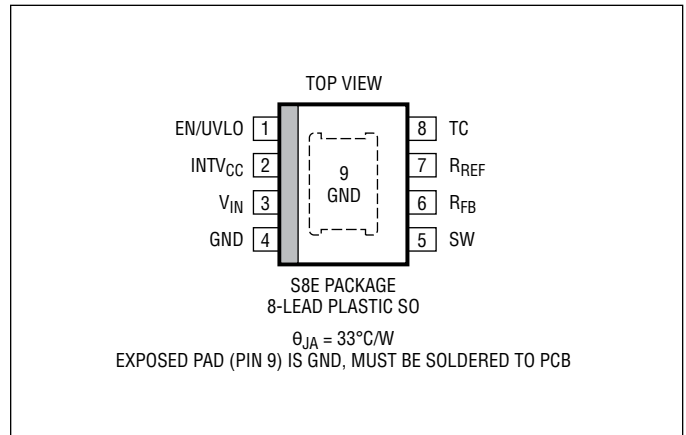 TOP VIEW
EN/UVLO 1
INTVCC 2
VIN 3
GND 4
9
GND
8 TC
7 RREF
6 RFB
5 SW
S8E PACKAGE
8-LEAD PLASTIC SO
θJA = 33°C/W
EXPOSED PAD (PIN 9) IS GND, MUST BE SOLDERED TO PCB